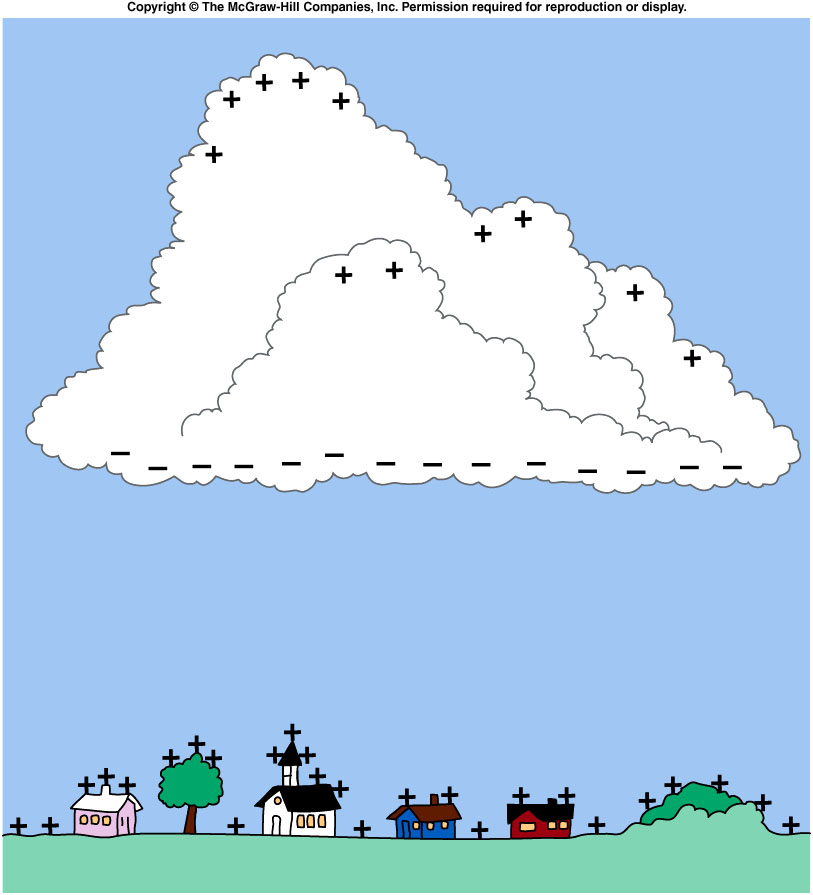 Copyright © The McGraw-Hill Companies, Inc. Permission required for reproduction or display.